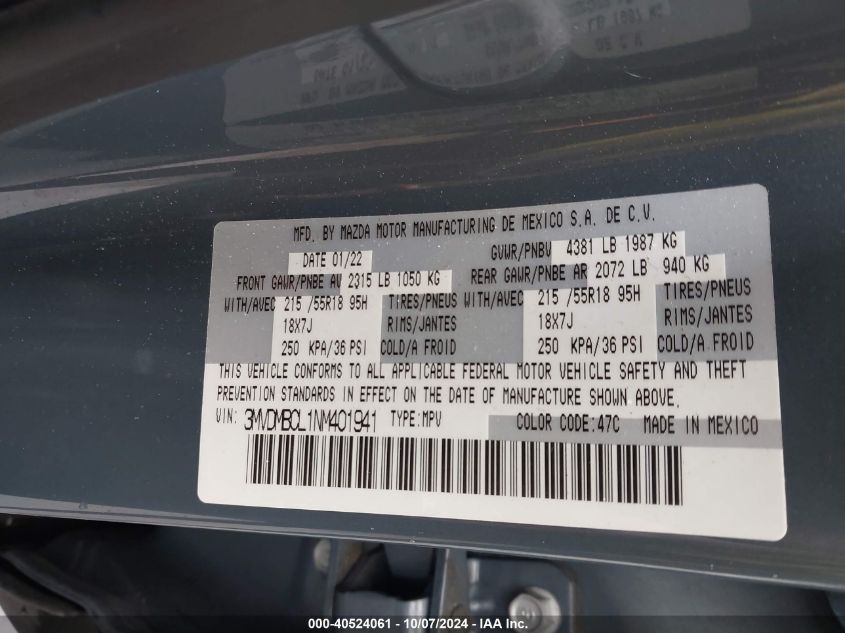 MFD. BY MAZDA MOTOR MANUFACTURING DE MEXICO S.A. DE C.V.
DATE 01/22 GVWR/PNBV 4381 LB 1987 KG
FRONT GAWR/PNBE AV 2315 LB 1050 KG REAR GAWR/PNBE AR 2072 LB 940 KG
WITH/AVEC 215 /55R18 95H TIRES/PNEUS WITH/AVEC 215 /55R18 95H TIRES/PNEUS
18X7J RIMS/JANTES 18X7J RIMS/JANTES
250 KPA/36 PSI COLD/A FROID 250 KPA/36 PSI COLD/A FROID
THIS VEHICLE CONFORMS TO ALL APPLICABLE FEDERAL MOTOR VEHICLE SAFETY AND THEFT
PREVENTION STANDARDS IN EFFECT ON THE DATE OF MANUFACTURE SHOWN ABOVE.
VIN: 3MVDMBCL1NM401941 TYPE:MPV COLOR CODE:47C MADE IN MEXICO
000-40524061 - 10/07/2024 - IAA Inc.